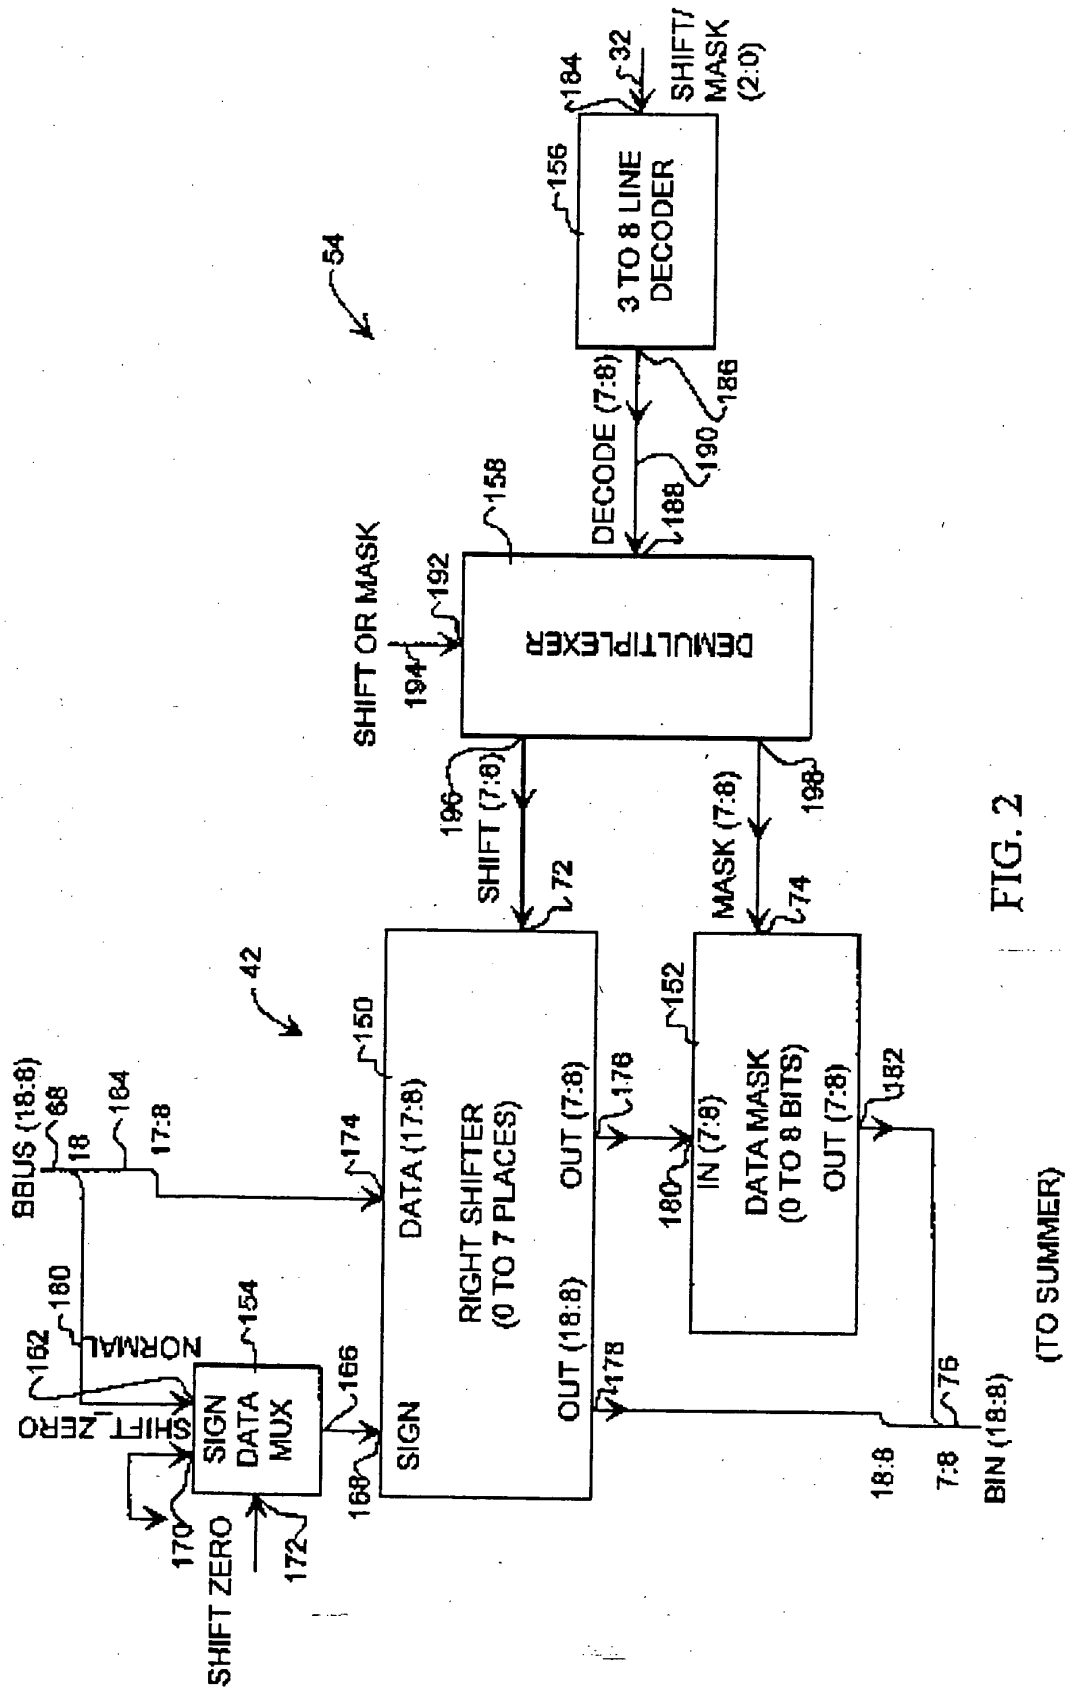 BBUS (18:8)
68
18
164
17:8
160
162
NORMAL
SHIFT_ZERO
170
SIGN
DATA
MUX
154
SHIFT ZERO
172
166
168
SIGN
174
DATA (17:8)
150
42
RIGHT SHIFTER
(0 TO 7 PLACES)
OUT (18:8)
OUT (7:8)
178
176
SHIFT (7:8)
72
196
SHIFT OR MASK
194
192
158
DEMULTIPLEXER
198
MASK (7:8)
74
DECODE (7:8)
188
190
186
54
156
3 TO 8 LINE
DECODER
184
32
SHIFT/
MASK
(2:0)
180
IN (7:8)
152
DATA MASK
(0 TO 8 BITS)
OUT (7:8)
182
18:8
7:8
76
BIN (18:8)
(TO SUMMER)
FIG. 2